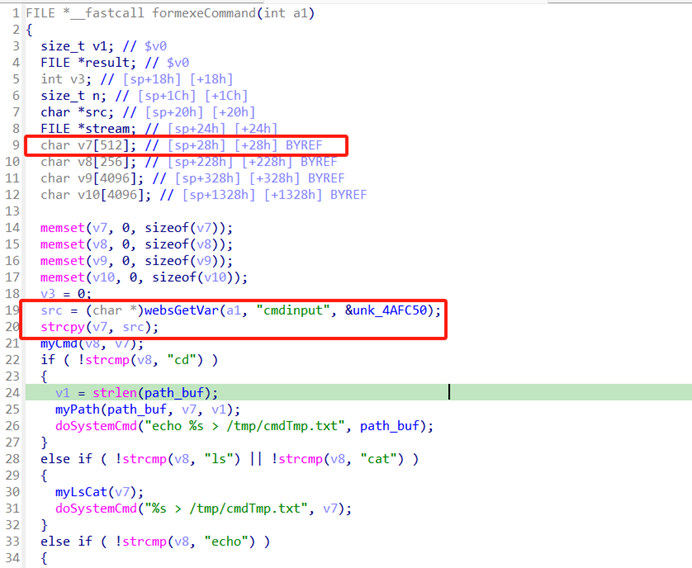 1 FILE *__fastcall formexeCommand(int a1)
2 {
3 size_t v1; // $v0
4 FILE *result; // $v0
5 int v3; // [sp+18h] [+18h]
6 size_t n; // [sp+1Ch] [+1Ch]
7 char *src; // [sp+20h] [+20h]
8 FILE *stream; // [sp+24h] [+24h]
9 char v7[512]; // [sp+28h] [+28h] BYREF
10 char v8[256]; // [sp+228h] [+228h] BYREF
11 char v9[4096]; // [sp+328h] [+328h] BYREF
12 char v10[4096]; // [sp+1328h] [+1328h] BYREF
13
14 memset(v7, 0, sizeof(v7));
15 memset(v8, 0, sizeof(v8));
16 memset(v9, 0, sizeof(v9));
17 memset(v10, 0, sizeof(v10));
18 v3 = 0;
19 src = (char *)websGetVar(a1, "cmdinput", &unk_4AFC50);
20 strcpy(v7, src);
21 myCmd(v8, v7);
22 if ( !strcmp(v8, "cd") )
23 {
24 v1 = strlen(path_buf);
25 myPath(path_buf, v7, v1);
26 doSystemCmd("echo %s > /tmp/cmdTmp.txt", path_buf);
27 }
28 else if ( !strcmp(v8, "ls") || !strcmp(v8, "cat") )
29 {
30 myLsCat(v7);
31 doSystemCmd("%s > /tmp/cmdTmp.txt", v7);
32 }
33 else if ( !strcmp(v8, "echo") )
34 {